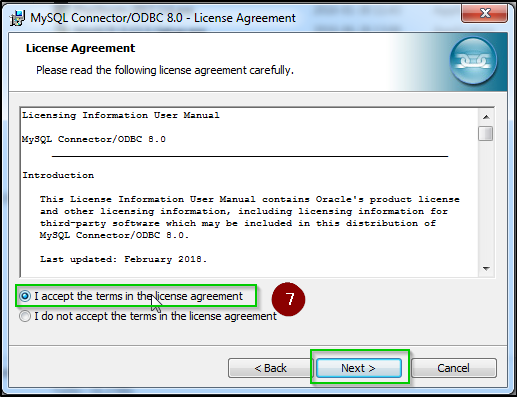 MySQL Connector/ODBC 8.0 - License Agreement
License Agreement
Please read the following license agreement carefully.
Licensing Information User Manual
MySQL Connector/ODBC 8.0
Introduction
This License Information User Manual contains Oracle's product license
and other licensing information, including licensing information for
third-party software which may be included in this distribution of
MySQL Connector/ODBC 8.0.
Last updated: February 2018.
I accept the terms in the license agreement
7
I do not accept the terms in the license agreement
< Back
Next >
Cancel